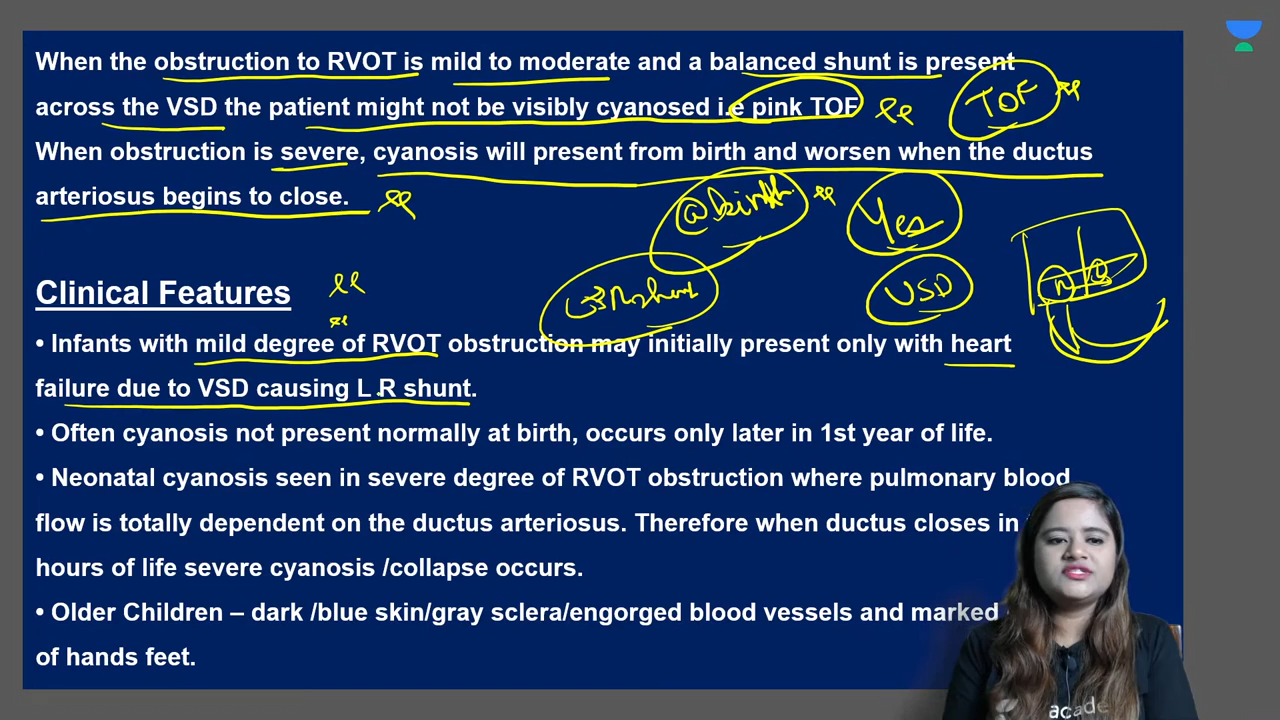 When the obstruction to RVOT is mild to moderate and a balanced shunt is present
across the VSD the patient might not be visibly cyanosed i.e pink TOF
TOF
When obstruction is severe, cyanosis will present from birth and worsen when the ductus
arteriosus begins to close.
@birth
Yes
VSD
Clinical Features
• Infants with mild degree of RVOT obstruction may initially present only with heart
failure due to VSD causing L R shunt.
• Often cyanosis not present normally at birth, occurs only later in 1st year of life.
• Neonatal cyanosis seen in severe degree of RVOT obstruction where pulmonary blood
flow is totally dependent on the ductus arteriosus. Therefore when ductus closes in
hours of life severe cyanosis /collapse occurs.
• Older Children – dark /blue skin/gray sclera/engorged blood vessels and marked
of hands feet.
acade